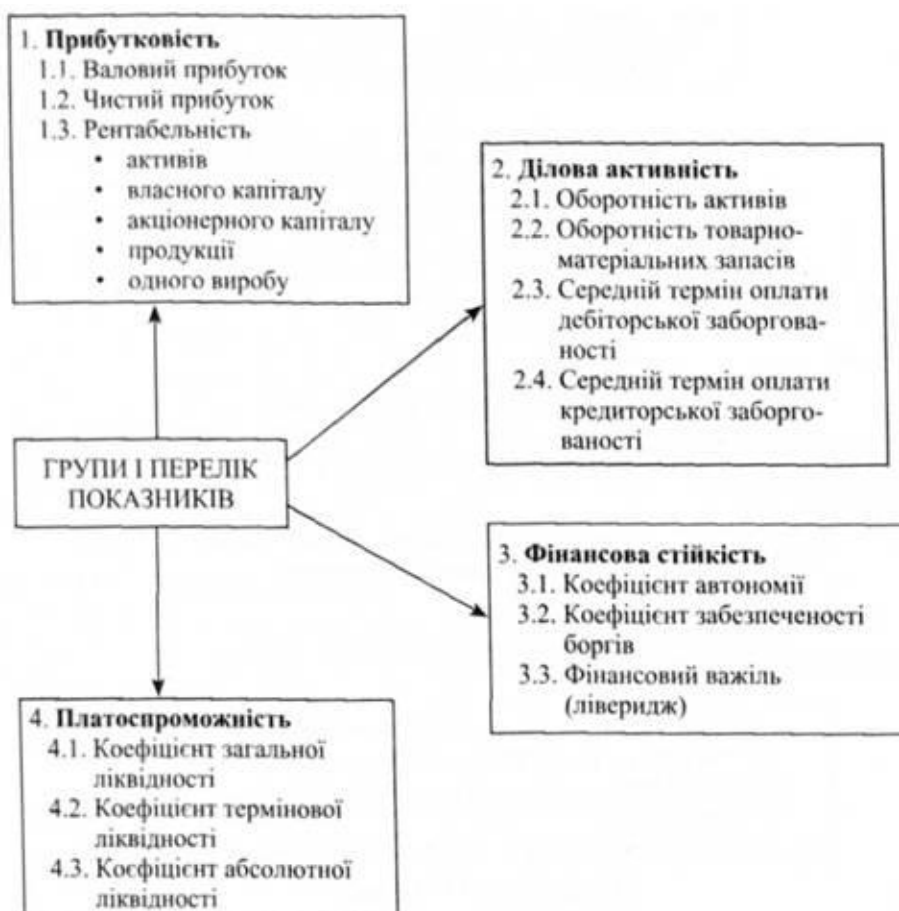 1. Прибутковість
1.1. Валовий прибуток
1.2. Чистий прибуток
1.3. Рентабельність
• активів
• власного капіталу
• акціонерного капіталу
• продукції
• одного виробу
2. Ділова активність
2.1. Оборотність активів
2.2. Оборотність товарно-
матеріальних запасів
2.3. Середній термін оплати
дебіторської заборгова-
ності
2.4. Середній термін оплати
кредиторської заборго-
ваності
ГРУПИ І ПЕРЕЛІК
ПОКАЗНИКІВ
3. Фінансова стійкість
3.1. Коефіцієнт автономії
3.2. Коефіцієнт забезпеченості
боргів
3.3. Фінансовий важіль
(ліверидж)
4. Платоспроможність
4.1. Коефіцієнт загальної
ліквідності
4.2. Коефіцієнт термінової
ліквідності
4.3. Коефіцієнт абсолютної
ліквідності